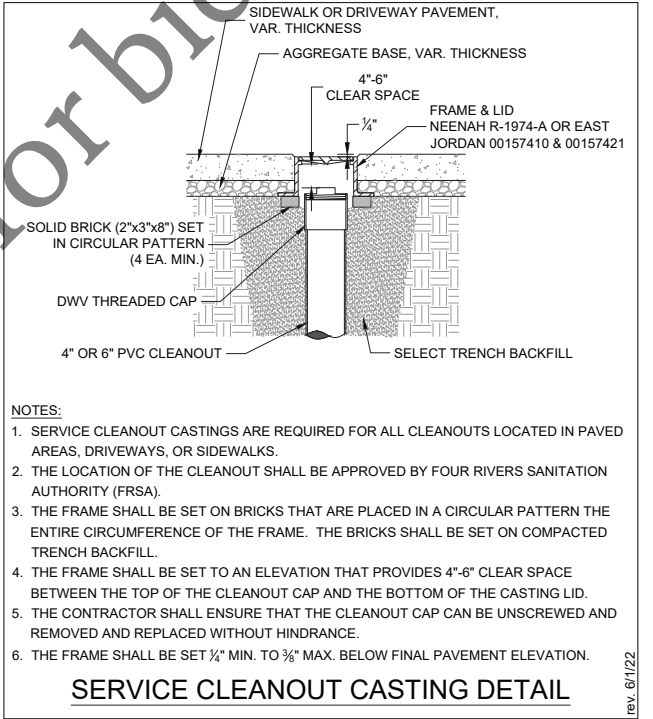 or bid
SIDEWALK OR DRIVEWAY PAVEMENT,
VAR. THICKNESS
AGGREGATE BASE, VAR. THICKNESS
4"-6"
CLEAR SPACE
¼"
FRAME & LID
NEENAH R-1974-A OR EAST
JORDAN 00157410 & 00157421
SOLID BRICK (2"x3"x8") SET
IN CIRCULAR PATTERN
(4 EA. MIN.)
DWV THREADED CAP
4" OR 6" PVC CLEANOUT
SELECT TRENCH BACKFILL
NOTES:
1. SERVICE CLEANOUT CASTINGS ARE REQUIRED FOR ALL CLEANOUTS LOCATED IN PAVED
AREAS, DRIVEWAYS, OR SIDEWALKS.
2. THE LOCATION OF THE CLEANOUT SHALL BE APPROVED BY FOUR RIVERS SANITATION
AUTHORITY (FRSA).
3. THE FRAME SHALL BE SET ON BRICKS THAT ARE PLACED IN A CIRCULAR PATTERN THE
ENTIRE CIRCUMFERENCE OF THE FRAME. THE BRICKS SHALL BE SET ON COMPACTED
TRENCH BACKFILL.
4. THE FRAME SHALL BE SET TO AN ELEVATION THAT PROVIDES 4"-6" CLEAR SPACE
BETWEEN THE TOP OF THE CLEANOUT CAP AND THE BOTTOM OF THE CASTING LID.
5. THE CONTRACTOR SHALL ENSURE THAT THE CLEANOUT CAP CAN BE UNSCREWED AND
REMOVED AND REPLACED WITHOUT HINDRANCE.
6. THE FRAME SHALL BE SET ¼" MIN. TO ⅜" MAX. BELOW FINAL PAVEMENT ELEVATION.
SERVICE CLEANOUT CASTING DETAIL
rev. 6/1/22